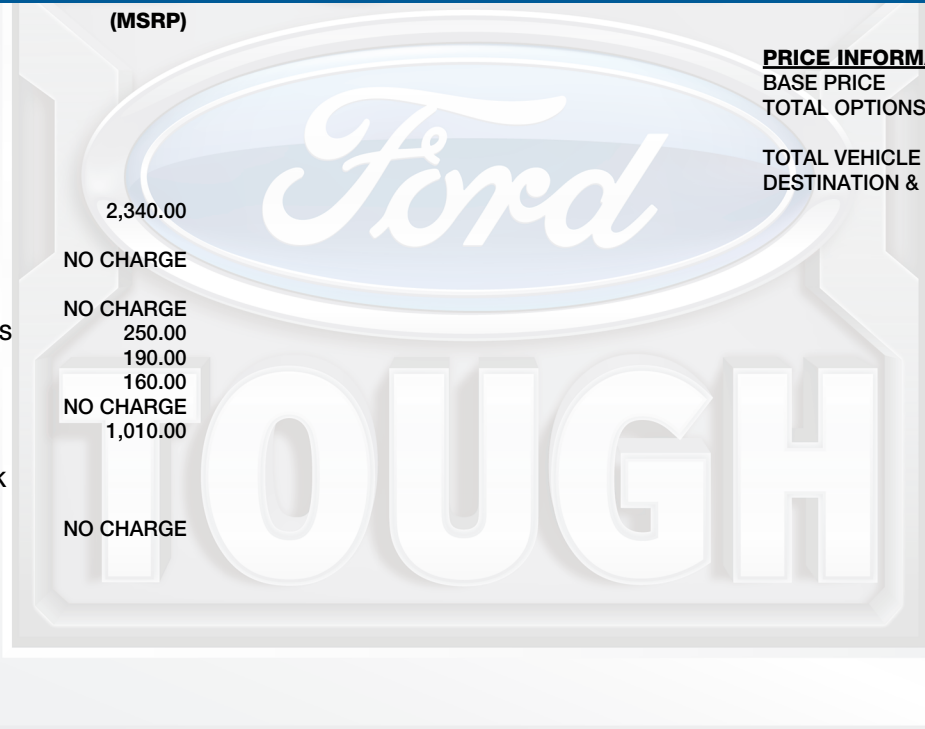 (MSRP)
2,340.00
NO CHARGE
NO CHARGE
S 250.00
190.00
160.00
NO CHARGE
1,010.00
K
NO CHARGE
PRICE INFORMA
BASE PRICE
TOTAL OPTIONS
TOTAL VEHICLE
DESTINATION &
Ford
TOUGH